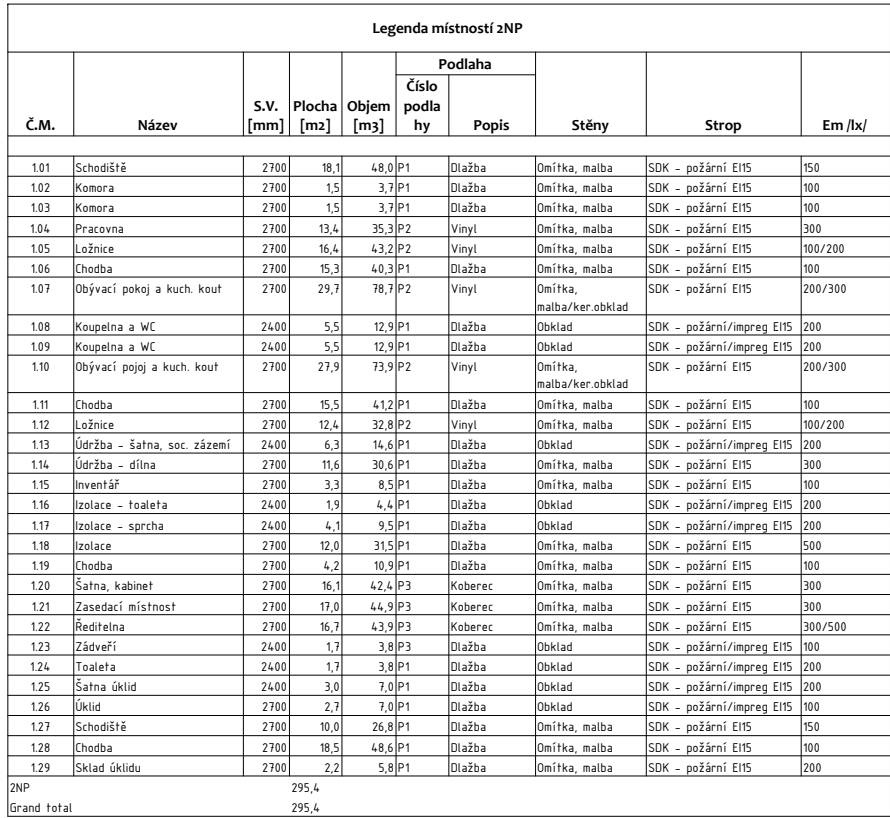 Legenda místností 2NP
Podlaha
Č.M. Název S.V. [mm] Plocha [m2] Objem [m3] Číslo podla hy Popis Stěny Strop Em /lx/
1.01 Schodiště 2700 18,1 48,0 P1 Dlažba Omítka, malba SDK - požární EI15 150
1.02 Komora 2700 1,5 3,7 P1 Dlažba Omítka, malba SDK - požární EI15 100
1.03 Komora 2700 1,5 3,7 P1 Dlažba Omítka, malba SDK - požární EI15 100
1.04 Pracovna 2700 13,4 35,3 P2 Vinyl Omítka, malba SDK - požární EI15 300
1.05 Ložnice 2700 16,4 43,2 P2 Vinyl Omítka, malba SDK - požární EI15 100/200
1.06 Chodba 2700 15,3 40,3 P1 Dlažba Omítka, malba SDK - požární EI15 100
1.07 Obývací pokoj a kuch. kout 2700 29,7 78,7 P2 Vinyl Omítka, SDK - požární EI15 200/300
malba/ker.obklad
1.08 Koupelna a WC 2400 5,5 12,9 P1 Dlažba Obklad SDK - požární/impreg EI15 200
1.09 Koupelna a WC 2400 5,5 12,9 P1 Dlažba Obklad SDK - požární/impreg EI15 200
1.10 Obývací pojoj a kuch. kout 2700 27,9 73,9 P2 Vinyl Omítka, SDK - požární EI15 200/300
malba/ker.obklad
1.11 Chodba 2700 15,5 41,2 P1 Dlažba Omítka, malba SDK - požární EI15 100
1.12 Ložnice 2700 12,4 32,8 P2 Vinyl Omítka, malba SDK - požární EI15 100/200
1.13 Údržba - šatna, soc. zázemí 2400 6,3 14,6 P1 Dlažba Obklad SDK - požární/impreg EI15 200
1.14 Údržba - dílna 2700 11,6 30,6 P1 Dlažba Omítka, malba SDK - požární EI15 300
1.15 Inventář 2700 3,3 8,5 P1 Dlažba Omítka, malba SDK - požární EI15 100
1.16 Izolace - toaleta 2400 1,9 4,4 P1 Dlažba Obklad SDK - požární/impreg EI15 200
1.17 Izolace - sprcha 2400 4,1 9,5 P1 Dlažba Obklad SDK - požární/impreg EI15 200
1.18 Izolace 2700 12,0 31,5 P1 Dlažba Omítka, malba SDK - požární EI15 500
1.19 Chodba 2700 4,2 10,9 P1 Dlažba Omítka, malba SDK - požární EI15 100
1.20 Šatna, kabinet 2700 16,1 42,4 P3 Koberec Omítka, malba SDK - požární EI15 300
1.21 Zasedací místnost 2700 17,0 44,9 P3 Koberec Omítka, malba SDK - požární EI15 300
1.22 Ředitelna 2700 16,7 43,9 P3 Koberec Omítka, malba SDK - požární EI15 300/500
1.23 Zádveří 2400 1,7 3,8 P3 Dlažba Obklad SDK - požární/impreg EI15 100
1.24 Toaleta 2400 1,7 3,8 P1 Dlažba Obklad SDK - požární/impreg EI15 200
1.25 Šatna úklid 2400 3,0 7,0 P1 Dlažba Obklad SDK - požární/impreg EI15 200
1.26 Úklid 2700 2,7 7,0 P1 Dlažba Obklad SDK - požární/impreg EI15 100
1.27 Schodiště 2700 10,0 26,8 P1 Dlažba Omítka, malba SDK - požární EI15 150
1.28 Chodba 2700 18,5 48,6 P1 Dlažba Omítka, malba SDK - požární EI15 100
1.29 Sklad úklidu 2700 2,2 5,8 P1 Dlažba Omítka, malba SDK - požární EI15 200
2NP 295,4
Grand total 295,4